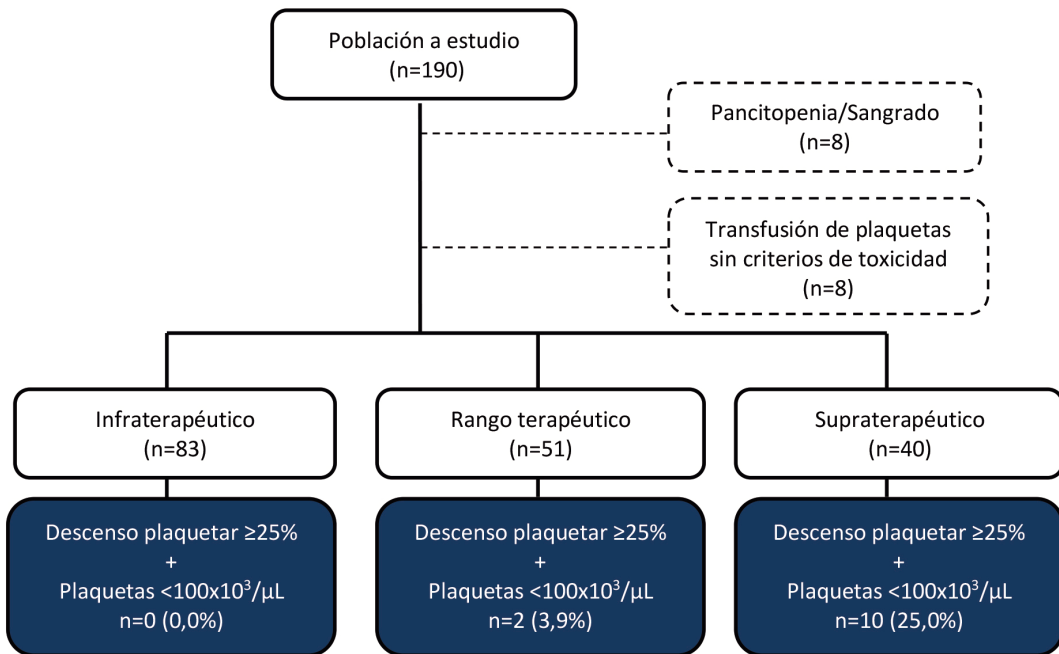 Población a estudio
(n=190)
Pancitopenia/Sangrado
(n=8)
Transfusión de plaquetas
sin criterios de toxicidad
(n=8)
Infraterapéutico
(n=83)
Rango terapéutico
(n=51)
Supraterapéutico
(n=40)
Descenso plaquetar ≥25%
+
Plaquetas <100x10³/µL
n=0 (0,0%)
Descenso plaquetar ≥25%
+
Plaquetas <100x10³/µL
n=2 (3,9%)
Descenso plaquetar ≥25%
+
Plaquetas <100x10³/µL
n=10 (25,0%)